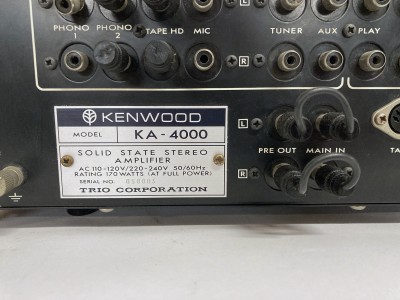 L L
PHONO 1 PHONO 2 TAPE HD MIC TUNER AUX PLAY
R R
KENWOOD
MODEL KA-4000
SOLID STATE STEREO
AMPLIFIER
AC 110-120V/220-240V 50/60Hz
RATING 170 WATTS (AT FULL POWER)
SERIAL NO.
TRIO CORPORATION
L
PRE OUT MAIN IN
R
TA